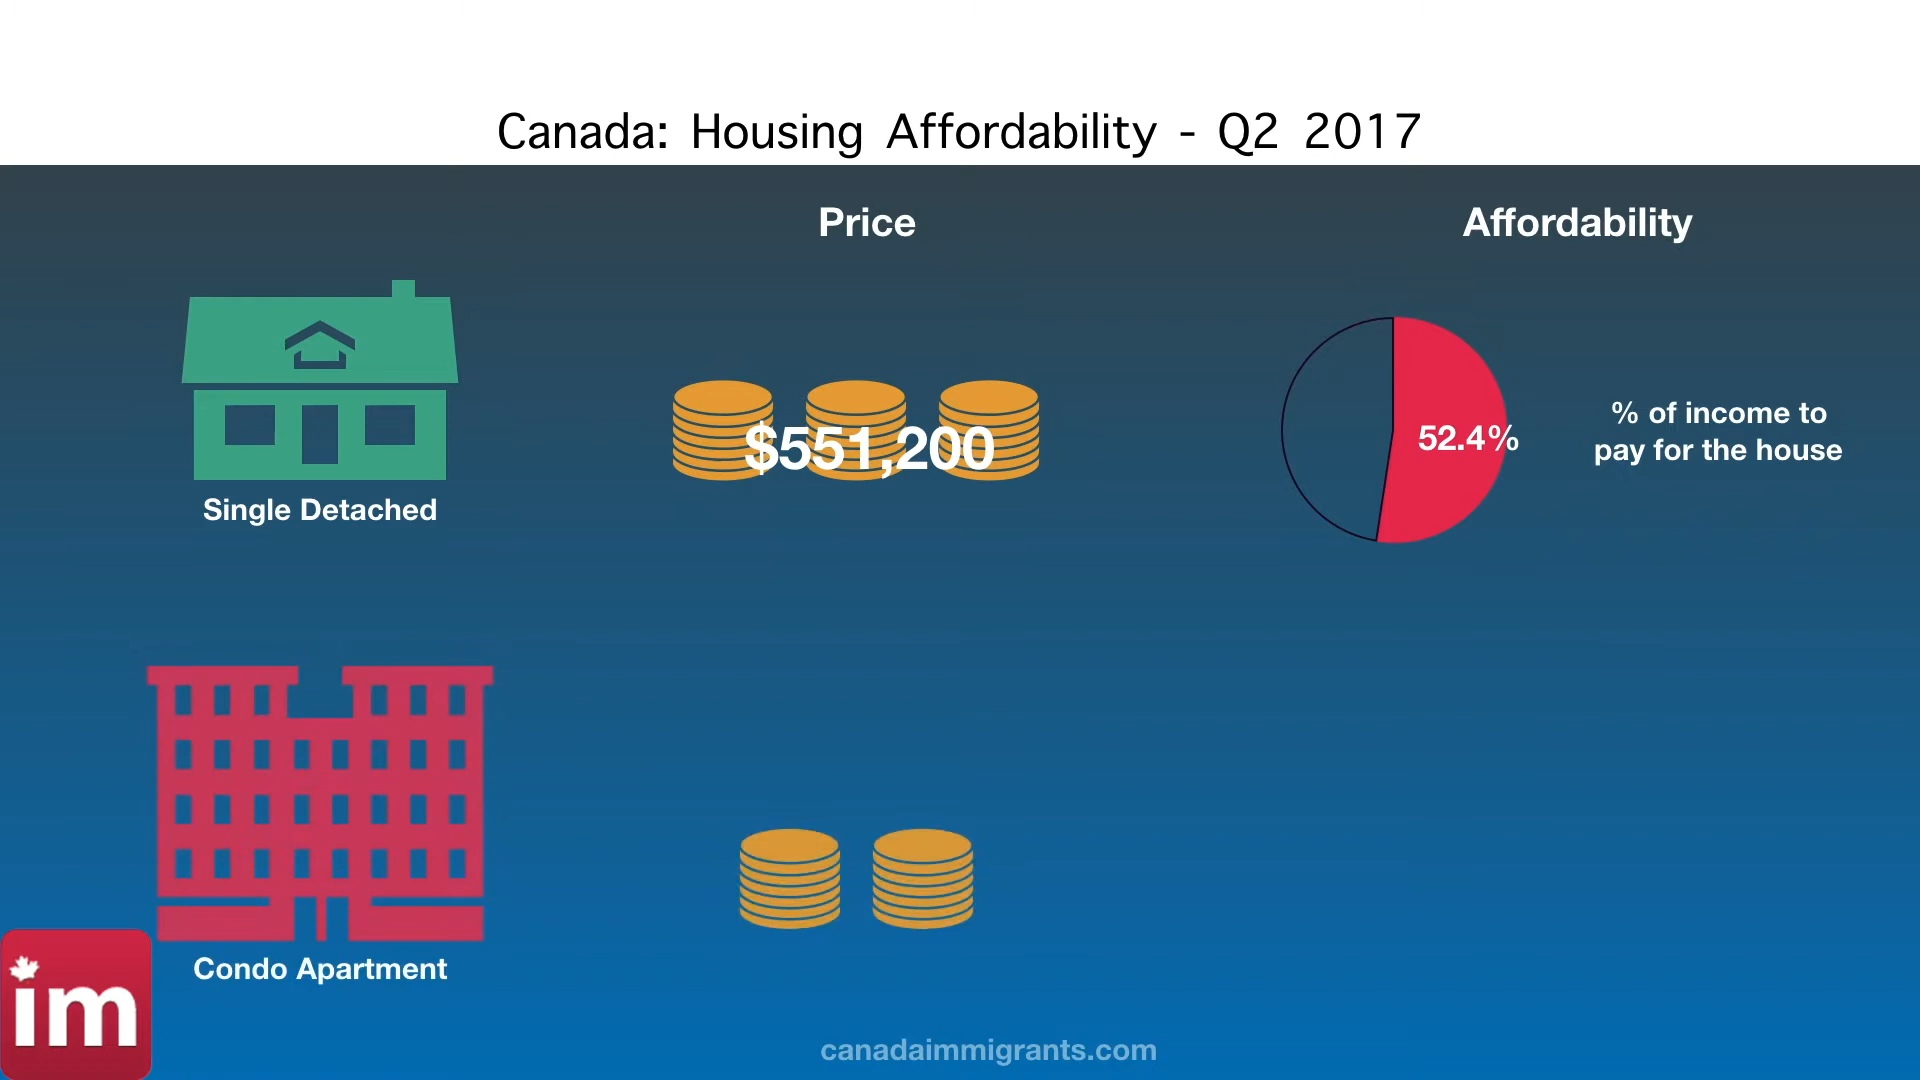 Canada: Housing Affordability - Q2 2017
Price
Affordability
$551,200
52.4%
% of income to
pay for the house
Single Detached
Condo Apartment
im
canadaimmigrants.com